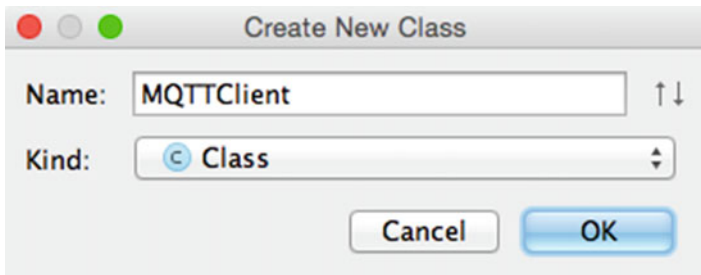 Create New Class
Name: MQTTClient
Kind: C Class
Cancel OK